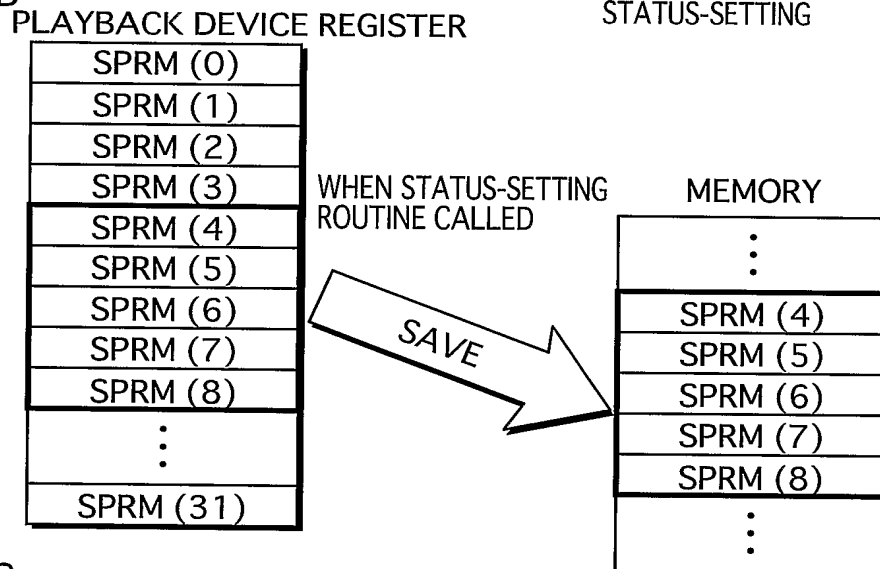 STATUS-SETTING
PLAYBACK DEVICE REGISTER
SPRM (0)
SPRM (1)
SPRM (2)
SPRM (3)
SPRM (4)
SPRM (5)
SPRM (6)
SPRM (7)
SPRM (8)
SPRM (31)
WHEN STATUS-SETTING
ROUTINE CALLED
SAVE
MEMORY
SPRM (4)
SPRM (5)
SPRM (6)
SPRM (7)
SPRM (8)